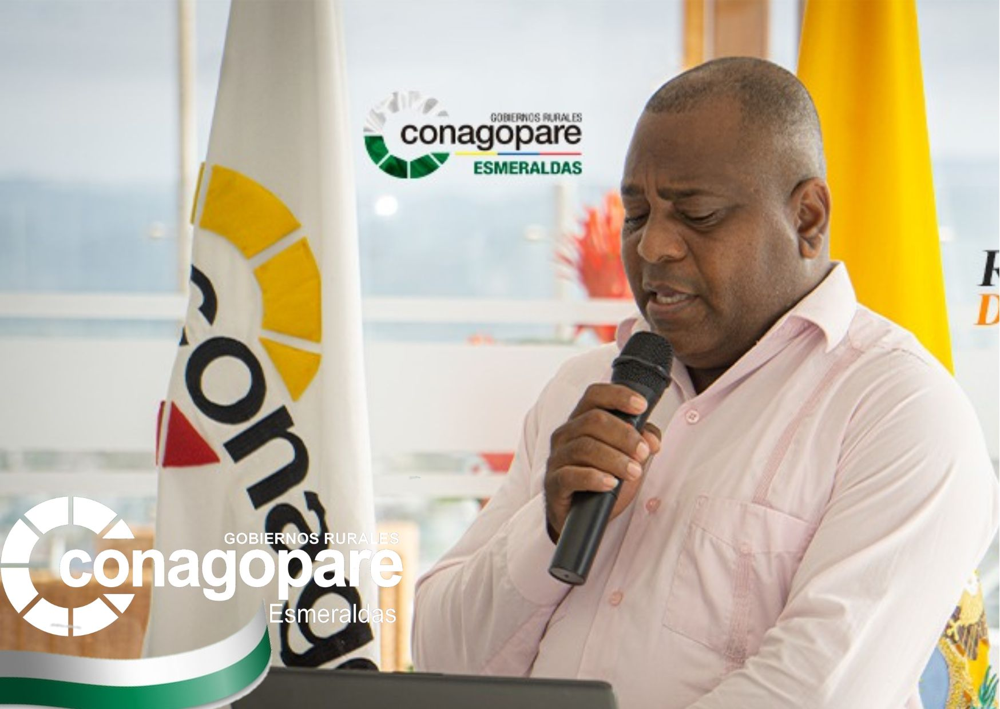 GOBIERNOS RURALES
conagopare
ESMERALDAS
conag
R
D
GOBIERNOS RURALES
conagopare
Esmeraldas